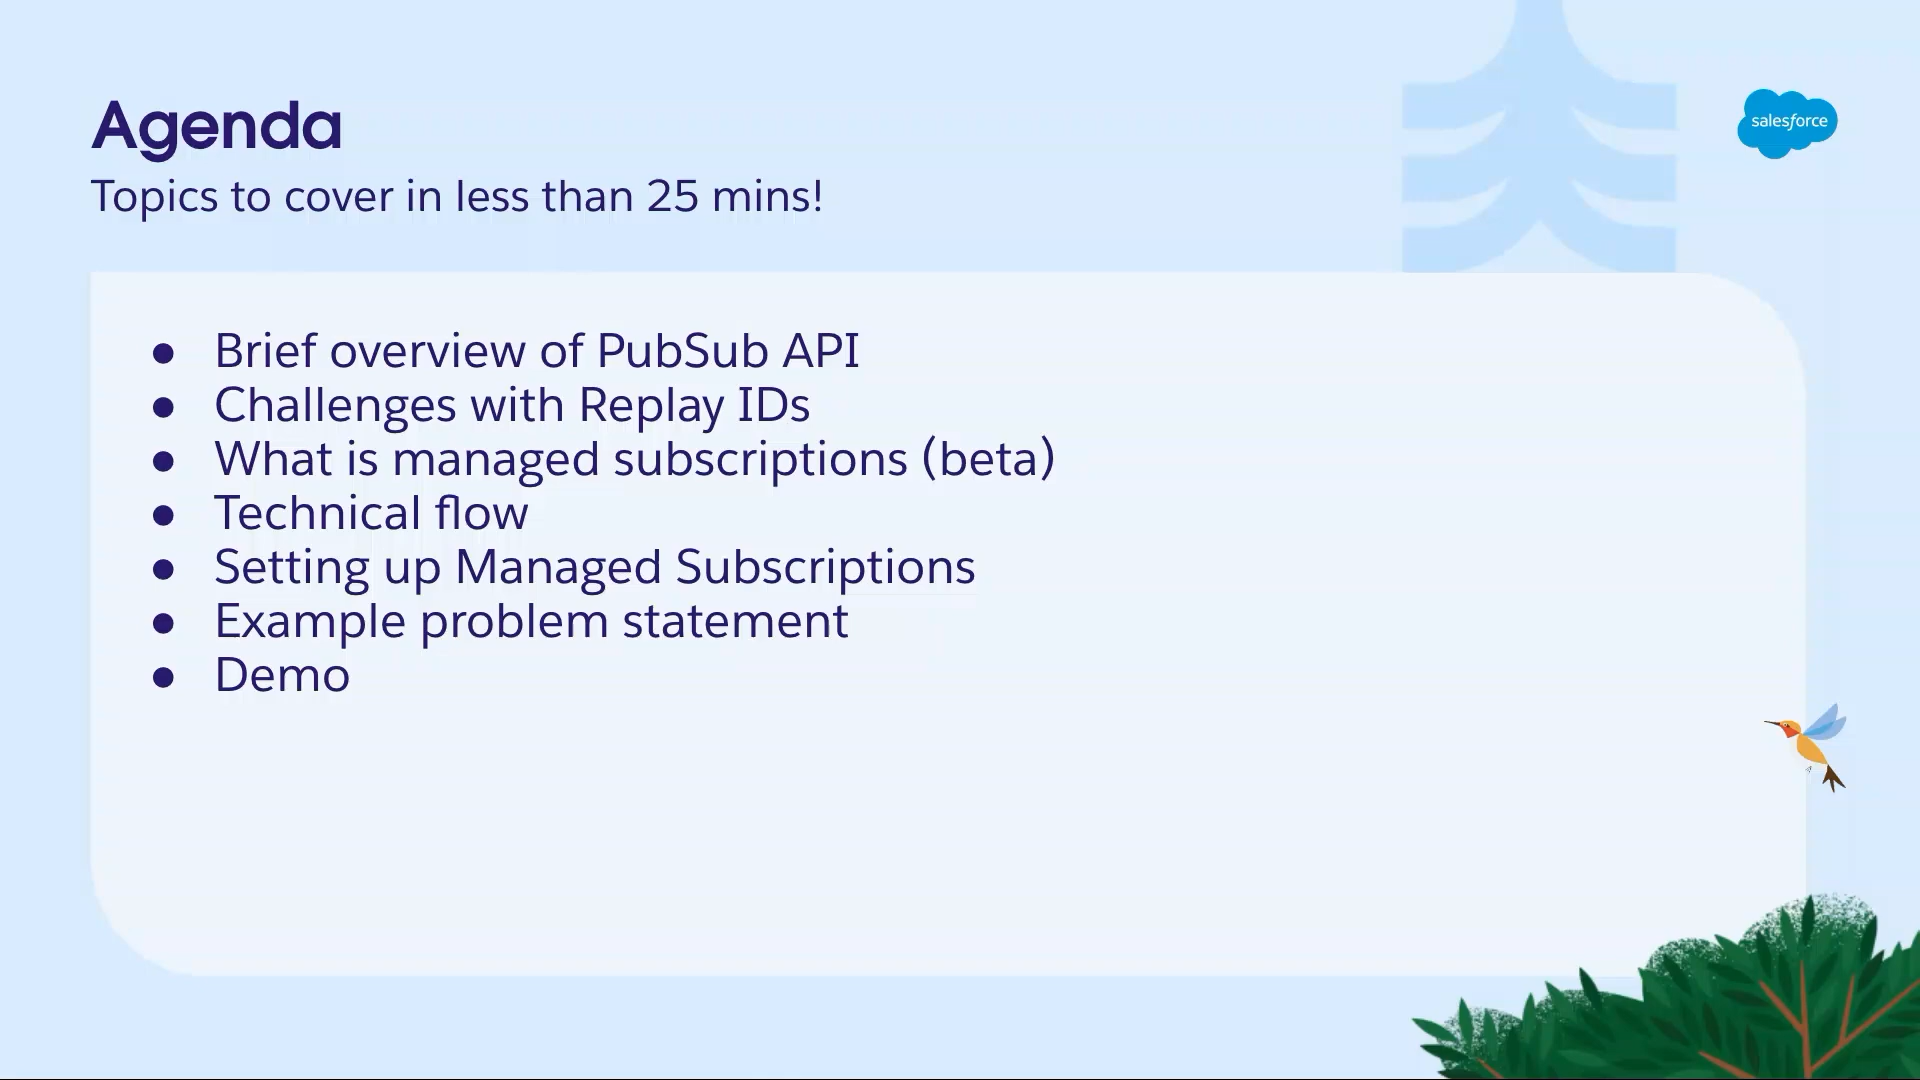 Agenda
Topics to cover in less than 25 mins!
salesforce
● Brief overview of PubSub API
● Challenges with Replay IDs
● What is managed subscriptions (beta)
● Technical flow
● Setting up Managed Subscriptions
● Example problem statement
● Demo